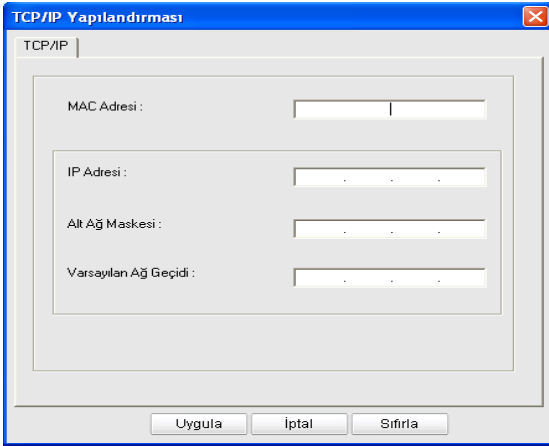 TCP/IP Yapılandırması
TCP/IP
MAC Adresi :
IP Adresi :
. . .
Alt Ağ Maskesi :
. . .
Varsayılan Ağ Geçidi :
. . .
Uygula İptal Sıfırla